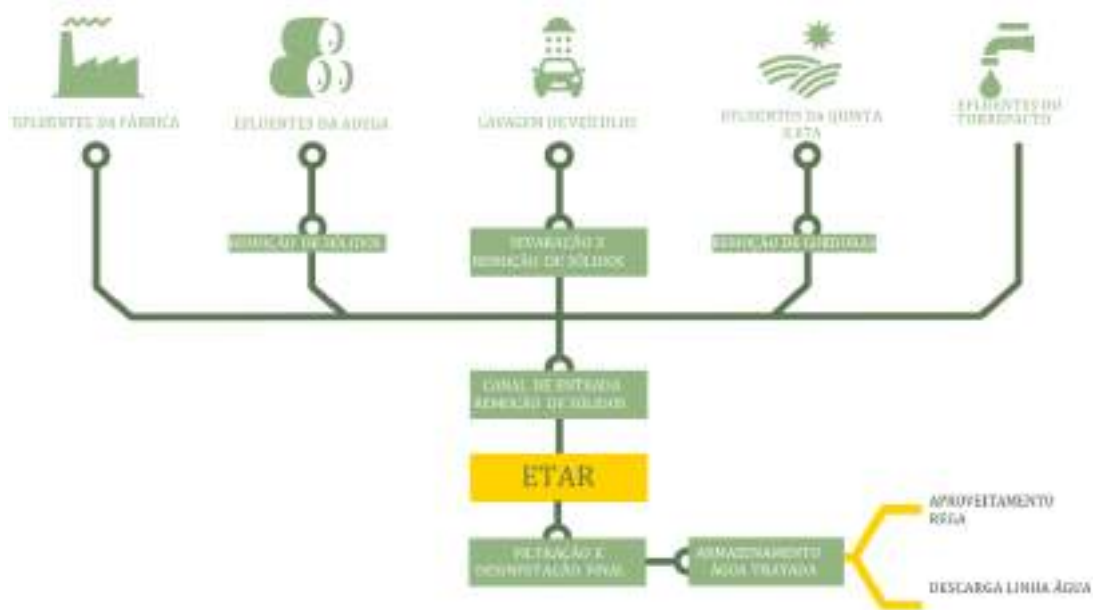 EFLUENTES DA FÁBRICA
EFLUENTES DA ADEGA
LAVAGEM DE VEÍCULOS
EFLUENTES DA QUINTA
EFLUENTES DO
TORREFACTO
REMOÇÃO DE SÓLIDOS
SEPARAÇÃO E
REMOÇÃO DE SÓLIDOS
REMOÇÃO DE GORDURAS
CANAL DE ENTRADA
REMOÇÃO DE SÓLIDOS
ETAR
FILTRAÇÃO E
DESINFETAÇÃO FINAL
ARMAZENAMENTO
ÁGUA TRATADA
APROVEITAMENTO
REGA
DESCARGA LINHA ÁGUA